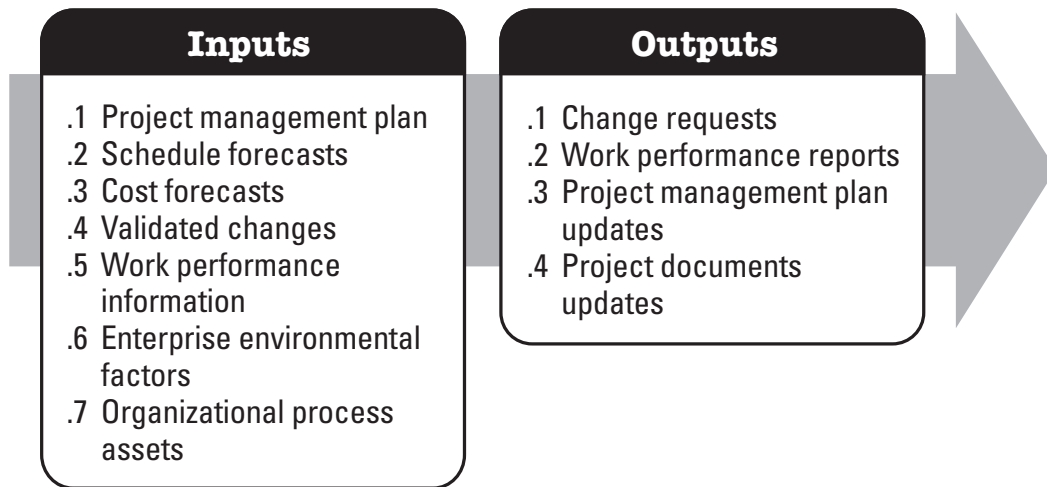 Inputs
.1 Project management plan
.2 Schedule forecasts
.3 Cost forecasts
.4 Validated changes
.5 Work performance
information
.6 Enterprise environmental
factors
.7 Organizational process
assets
Outputs
.1 Change requests
.2 Work performance reports
.3 Project management plan
updates
.4 Project documents
updates